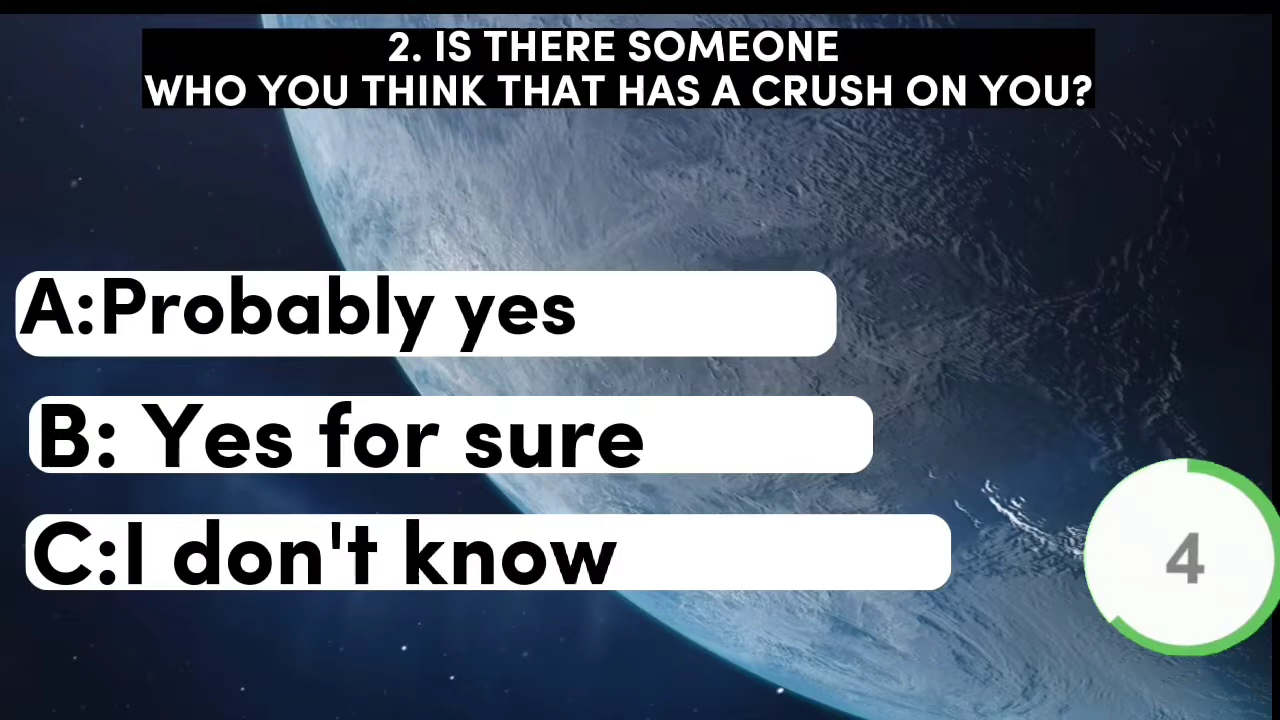 2. IS THERE SOMEONE
WHO YOU THINK THAT HAS A CRUSH ON YOU?
A:Probably yes
B: Yes for sure
C:I don't know
4